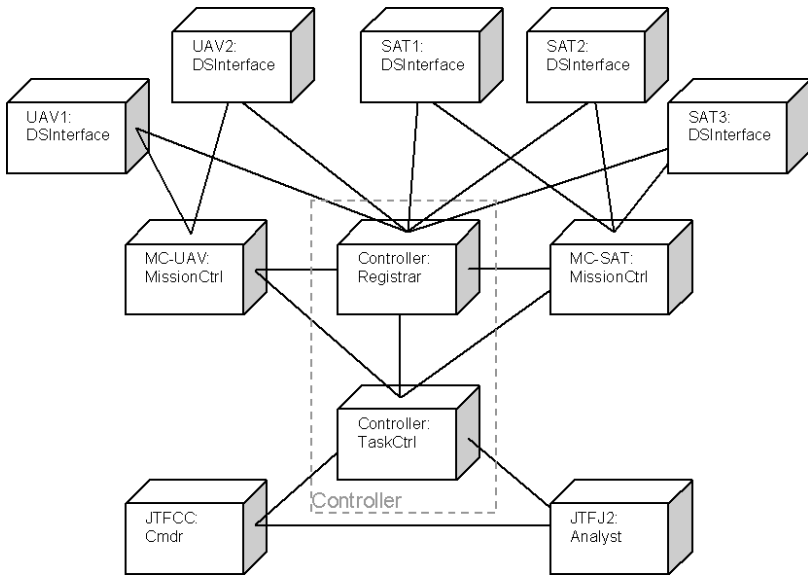 UAV2:
DSInterface
SAT1:
DSInterface
SAT2:
DSInterface
UAV1:
DSInterface
SAT3:
DSInterface
MC-UAV:
MissionCtrl
Controller:
Registrar
MC-SAT:
MissionCtrl
Controller:
TaskCtrl
Controller
JTFCC:
Cmdr
JTFJ2:
Analyst